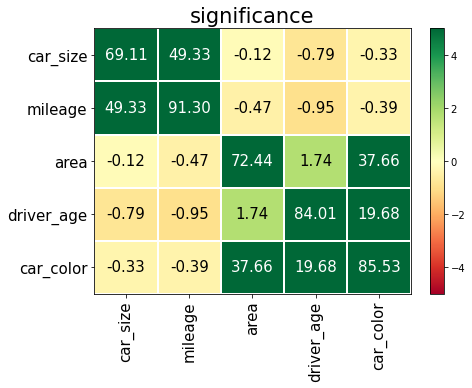 significance
car_size 69.11 49.33 -0.12 -0.79 -0.33
mileage 49.33 91.30 -0.47 -0.95 -0.39
area -0.12 -0.47 72.44 1.74 37.66
driver_age -0.79 -0.95 1.74 84.01 19.68
car_color -0.33 -0.39 37.66 19.68 85.53
car_size
mileage
area
driver_age
car_color
4
2
0
−2
−4